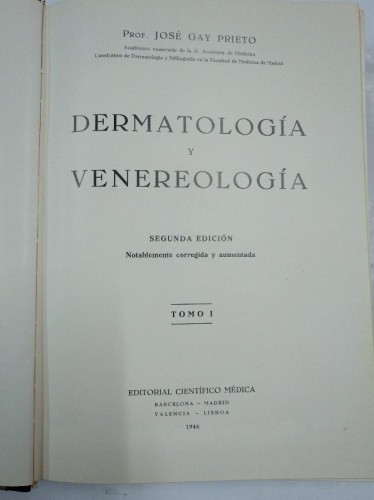 PROF. JOSÉ GAY PRIETO
Académico numerario de la R. Academia de Medicina
Catedrático de Dermatología y Sifiliografía en la Facultad de Medicina de Madrid
DERMATOLOGÍA
Y
VENEREOLOGÍA
SEGUNDA EDICIÓN
Notablemente corregida y aumentada
TOMO I
EDITORIAL CIENTÍFICO MÉDICA
BARCELONA – MADRID
VALENCIA – LISBOA
1946